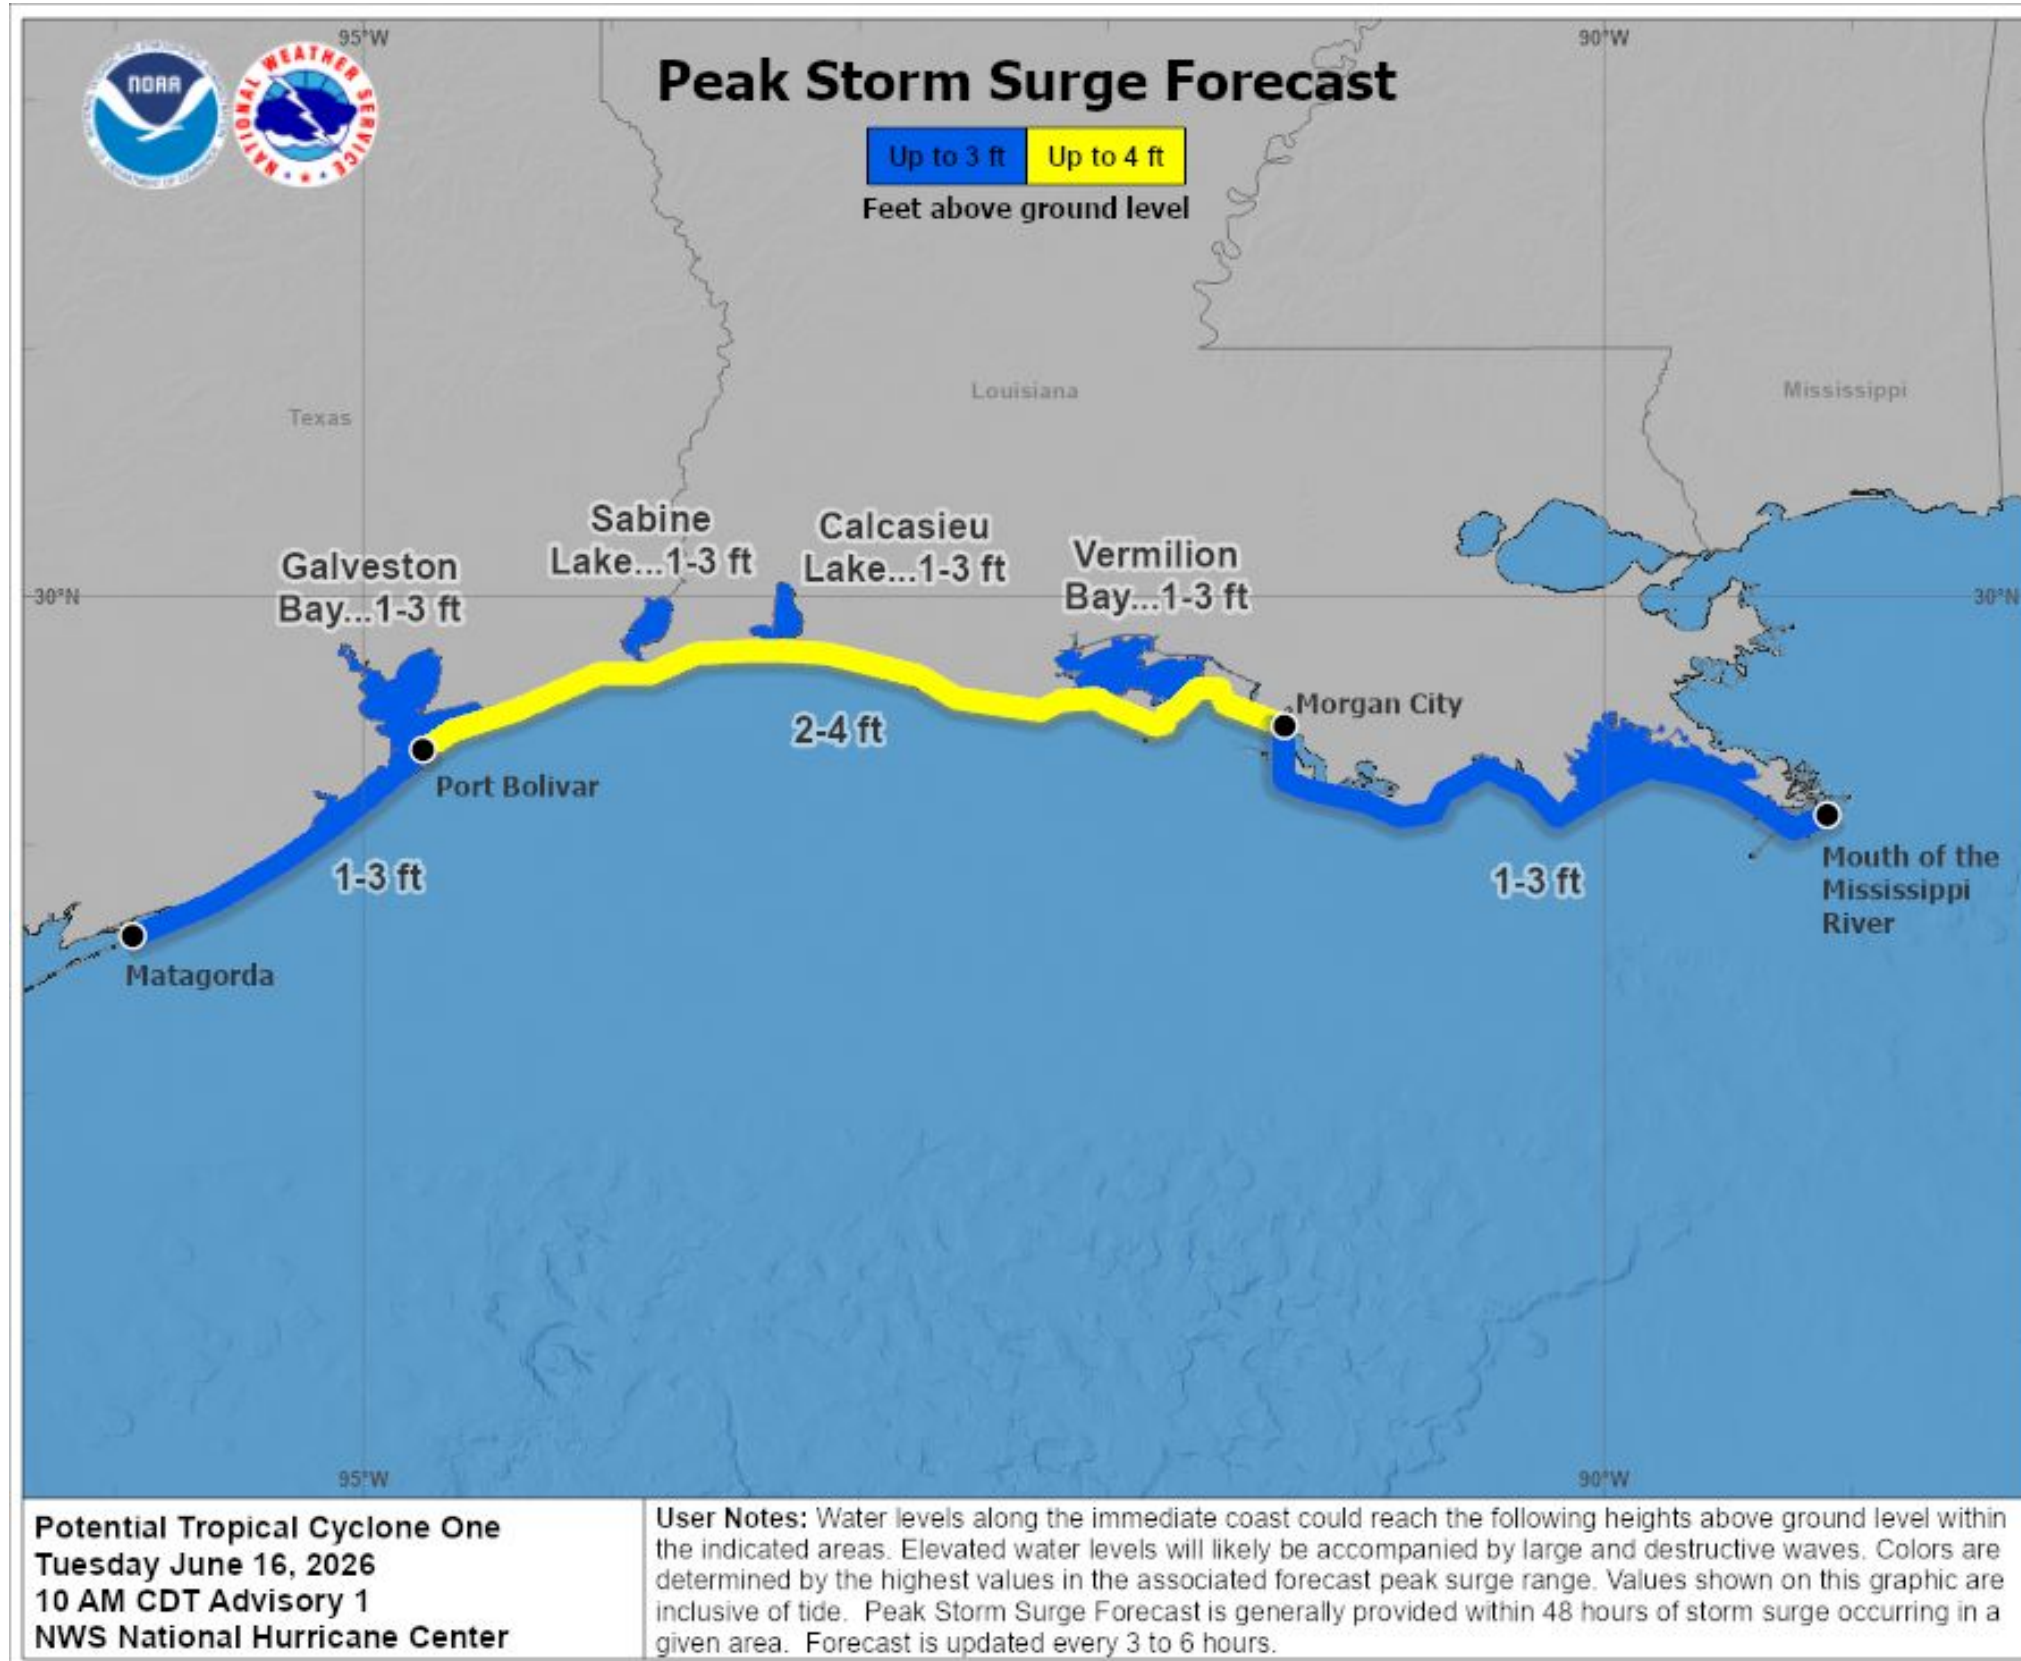 95°W
90°W
NOAA
NATIONAL WEATHER SERVICE
Peak Storm Surge Forecast
Up to 3 ft
Up to 4 ft
Feet above ground level
Texas
Louisiana
Mississippi
Galveston
Bay...1-3 ft
Sabine
Lake...1-3 ft
Calcasieu
Lake...1-3 ft
Vermilion
Bay...1-3 ft
30°N
30°N
Morgan City
2-4 ft
Port Bolivar
1-3 ft
1-3 ft
Mouth of the
Mississippi
River
Matagorda
95°W
90°W
Potential Tropical Cyclone One
Tuesday June 16, 2026
10 AM CDT Advisory 1
NWS National Hurricane Center
User Notes: Water levels along the immediate coast could reach the following heights above ground level within
the indicated areas. Elevated water levels will likely be accompanied by large and destructive waves. Colors are
determined by the highest values in the associated forecast peak surge range. Values shown on this graphic are
inclusive of tide.  Peak Storm Surge Forecast is generally provided within 48 hours of storm surge occurring in a
given area.  Forecast is updated every 3 to 6 hours.